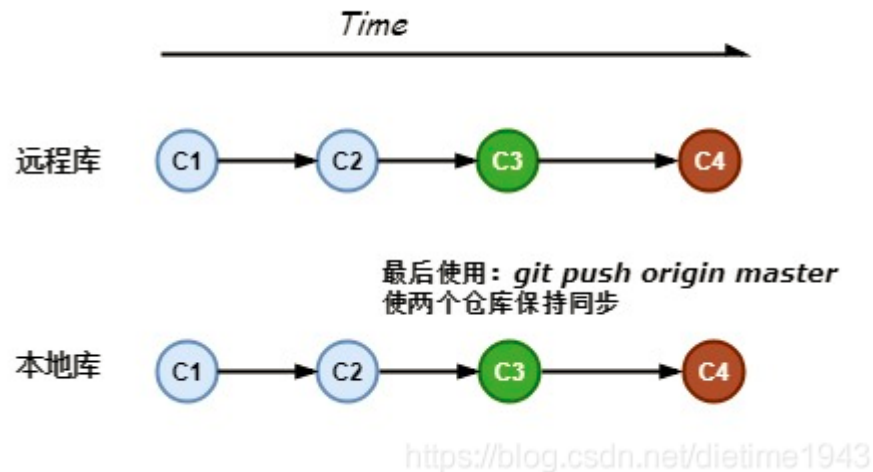 Time
远程库 C1 C2 C3 C4
最后使用：git push origin master
使两个仓库保持同步
本地库 C1 C2 C3 C4
https://blog.csdn.net/dietime1943